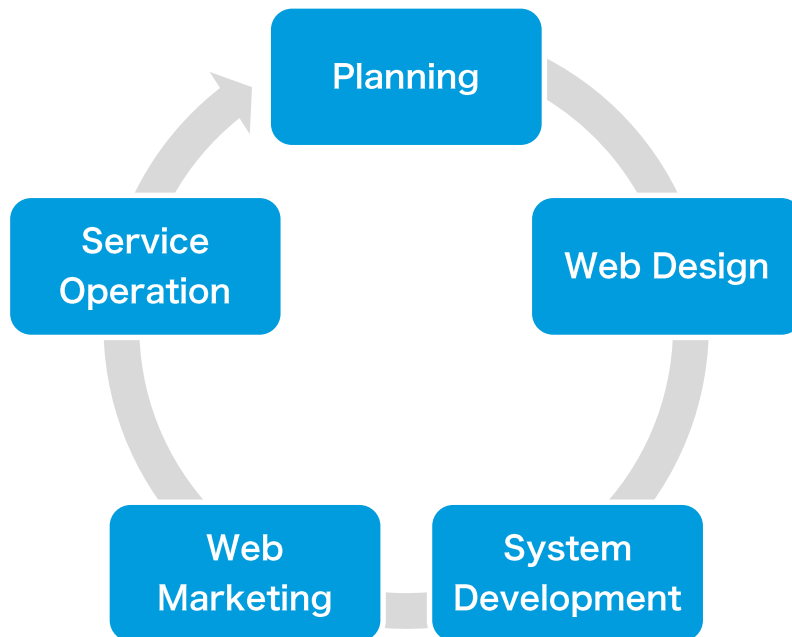 Planning
Web Design
System
Development
Web
Marketing
Service
Operation